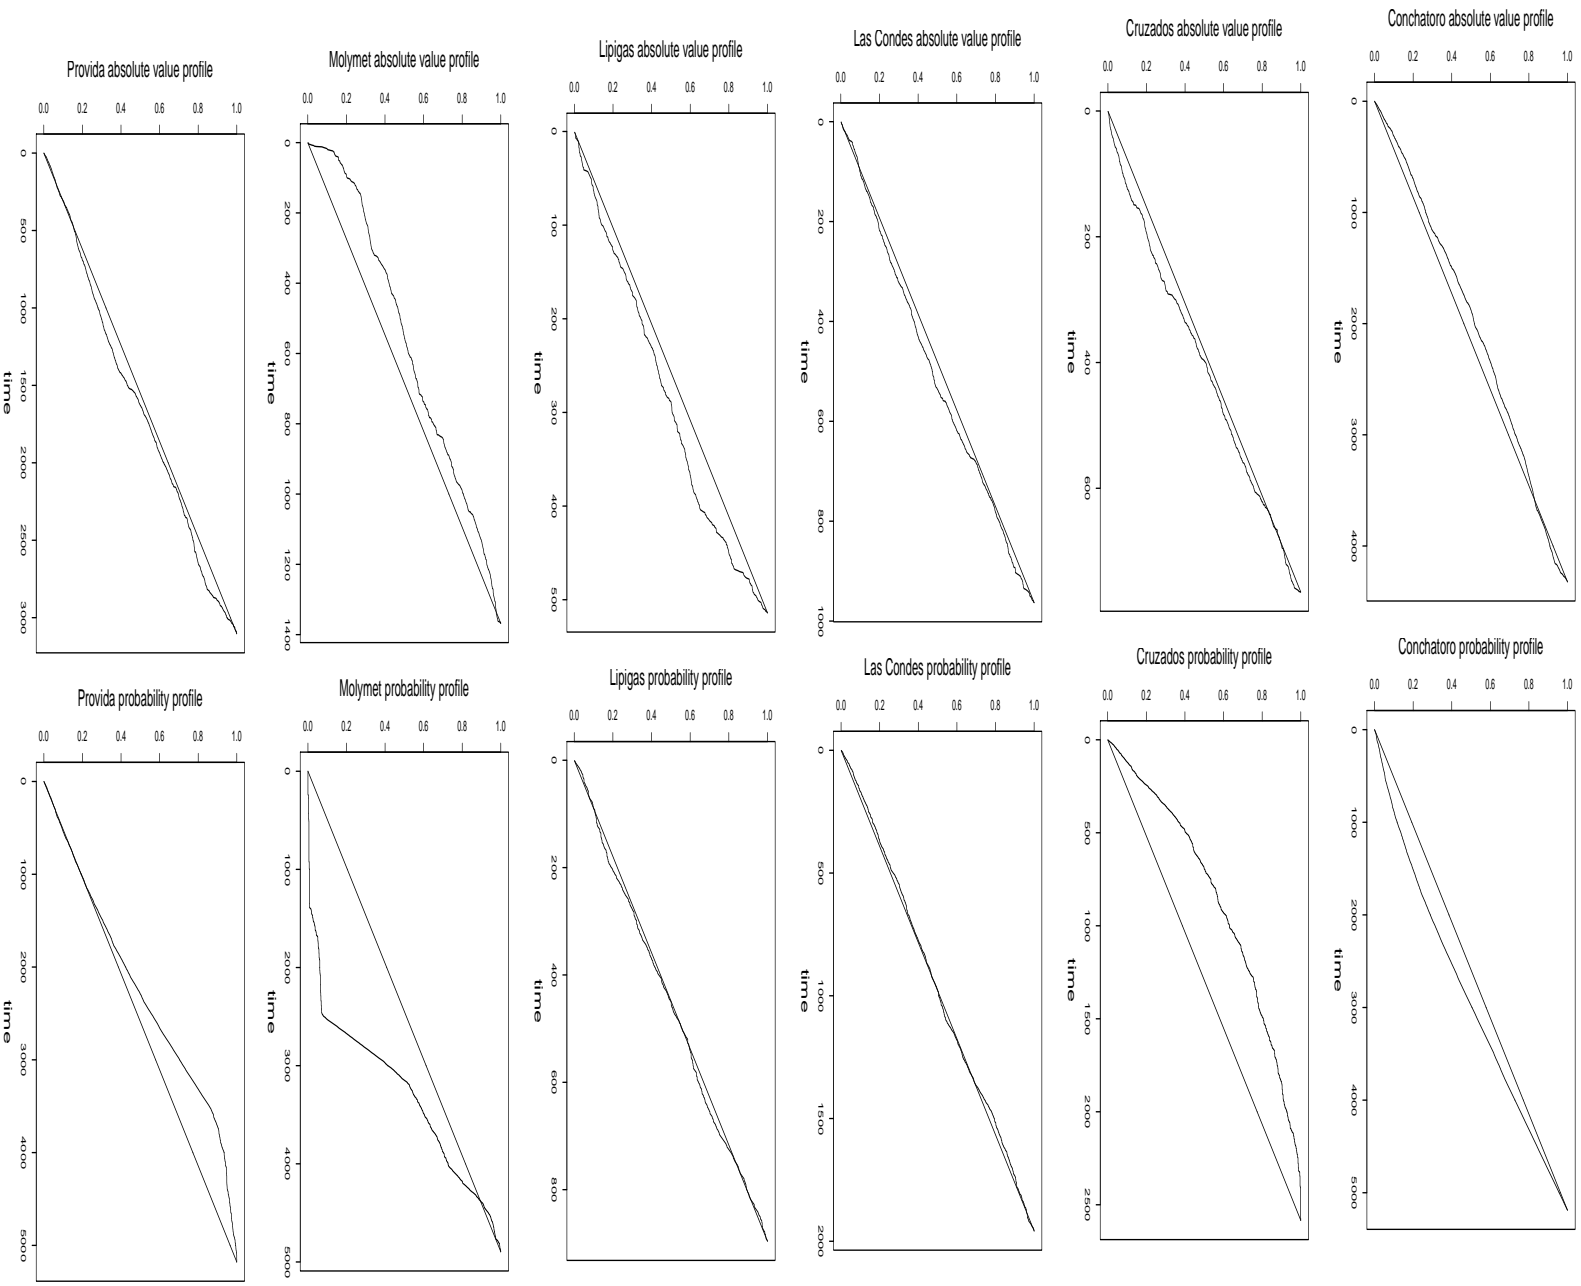 Provida absolute value profile
0.0 0.2 0.4 0.6 0.8 1.0
0 500 1000 1500 2000 2500 3000
time
Molymet absolute value profile
0.0 0.2 0.4 0.6 0.8 1.0
0 200 400 600 800 1000 1200 1400
time
Lipigas absolute value profile
0.0 0.2 0.4 0.6 0.8 1.0
0 100 200 300 400 500
time
Las Condes absolute value profile
0.0 0.2 0.4 0.6 0.8 1.0
0 200 400 600 800 1000
time
Cruzados absolute value profile
0.0 0.2 0.4 0.6 0.8 1.0
0 200 400 600
time
Conchatoro absolute value profile
0.0 0.2 0.4 0.6 0.8 1.0
0 1000 2000 3000 4000
time
Provida probability profile
0.0 0.2 0.4 0.6 0.8 1.0
0 1000 2000 3000 4000 5000
time
Molymet probability profile
0.0 0.2 0.4 0.6 0.8 1.0
0 1000 2000 3000 4000 5000
time
Lipigas probability profile
0.0 0.2 0.4 0.6 0.8 1.0
0 200 400 600 800
time
Las Condes probability profile
0.0 0.2 0.4 0.6 0.8 1.0
0 500 1000 1500 2000
time
Cruzados probability profile
0.0 0.2 0.4 0.6 0.8 1.0
0 500 1000 1500 2000 2500
time
Conchatoro probability profile
0.0 0.2 0.4 0.6 0.8 1.0
0 1000 2000 3000 4000 5000
time